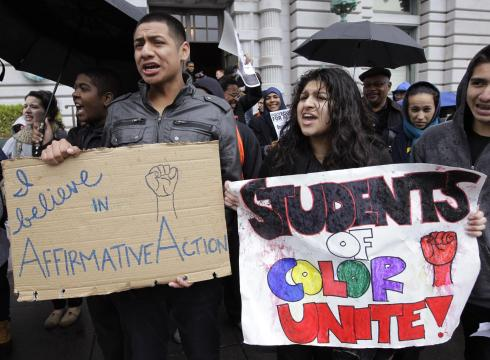 I
believe
IN
AFFIRMATIVE ACTION
STUDENTS
OF
COLOR
UNITE!